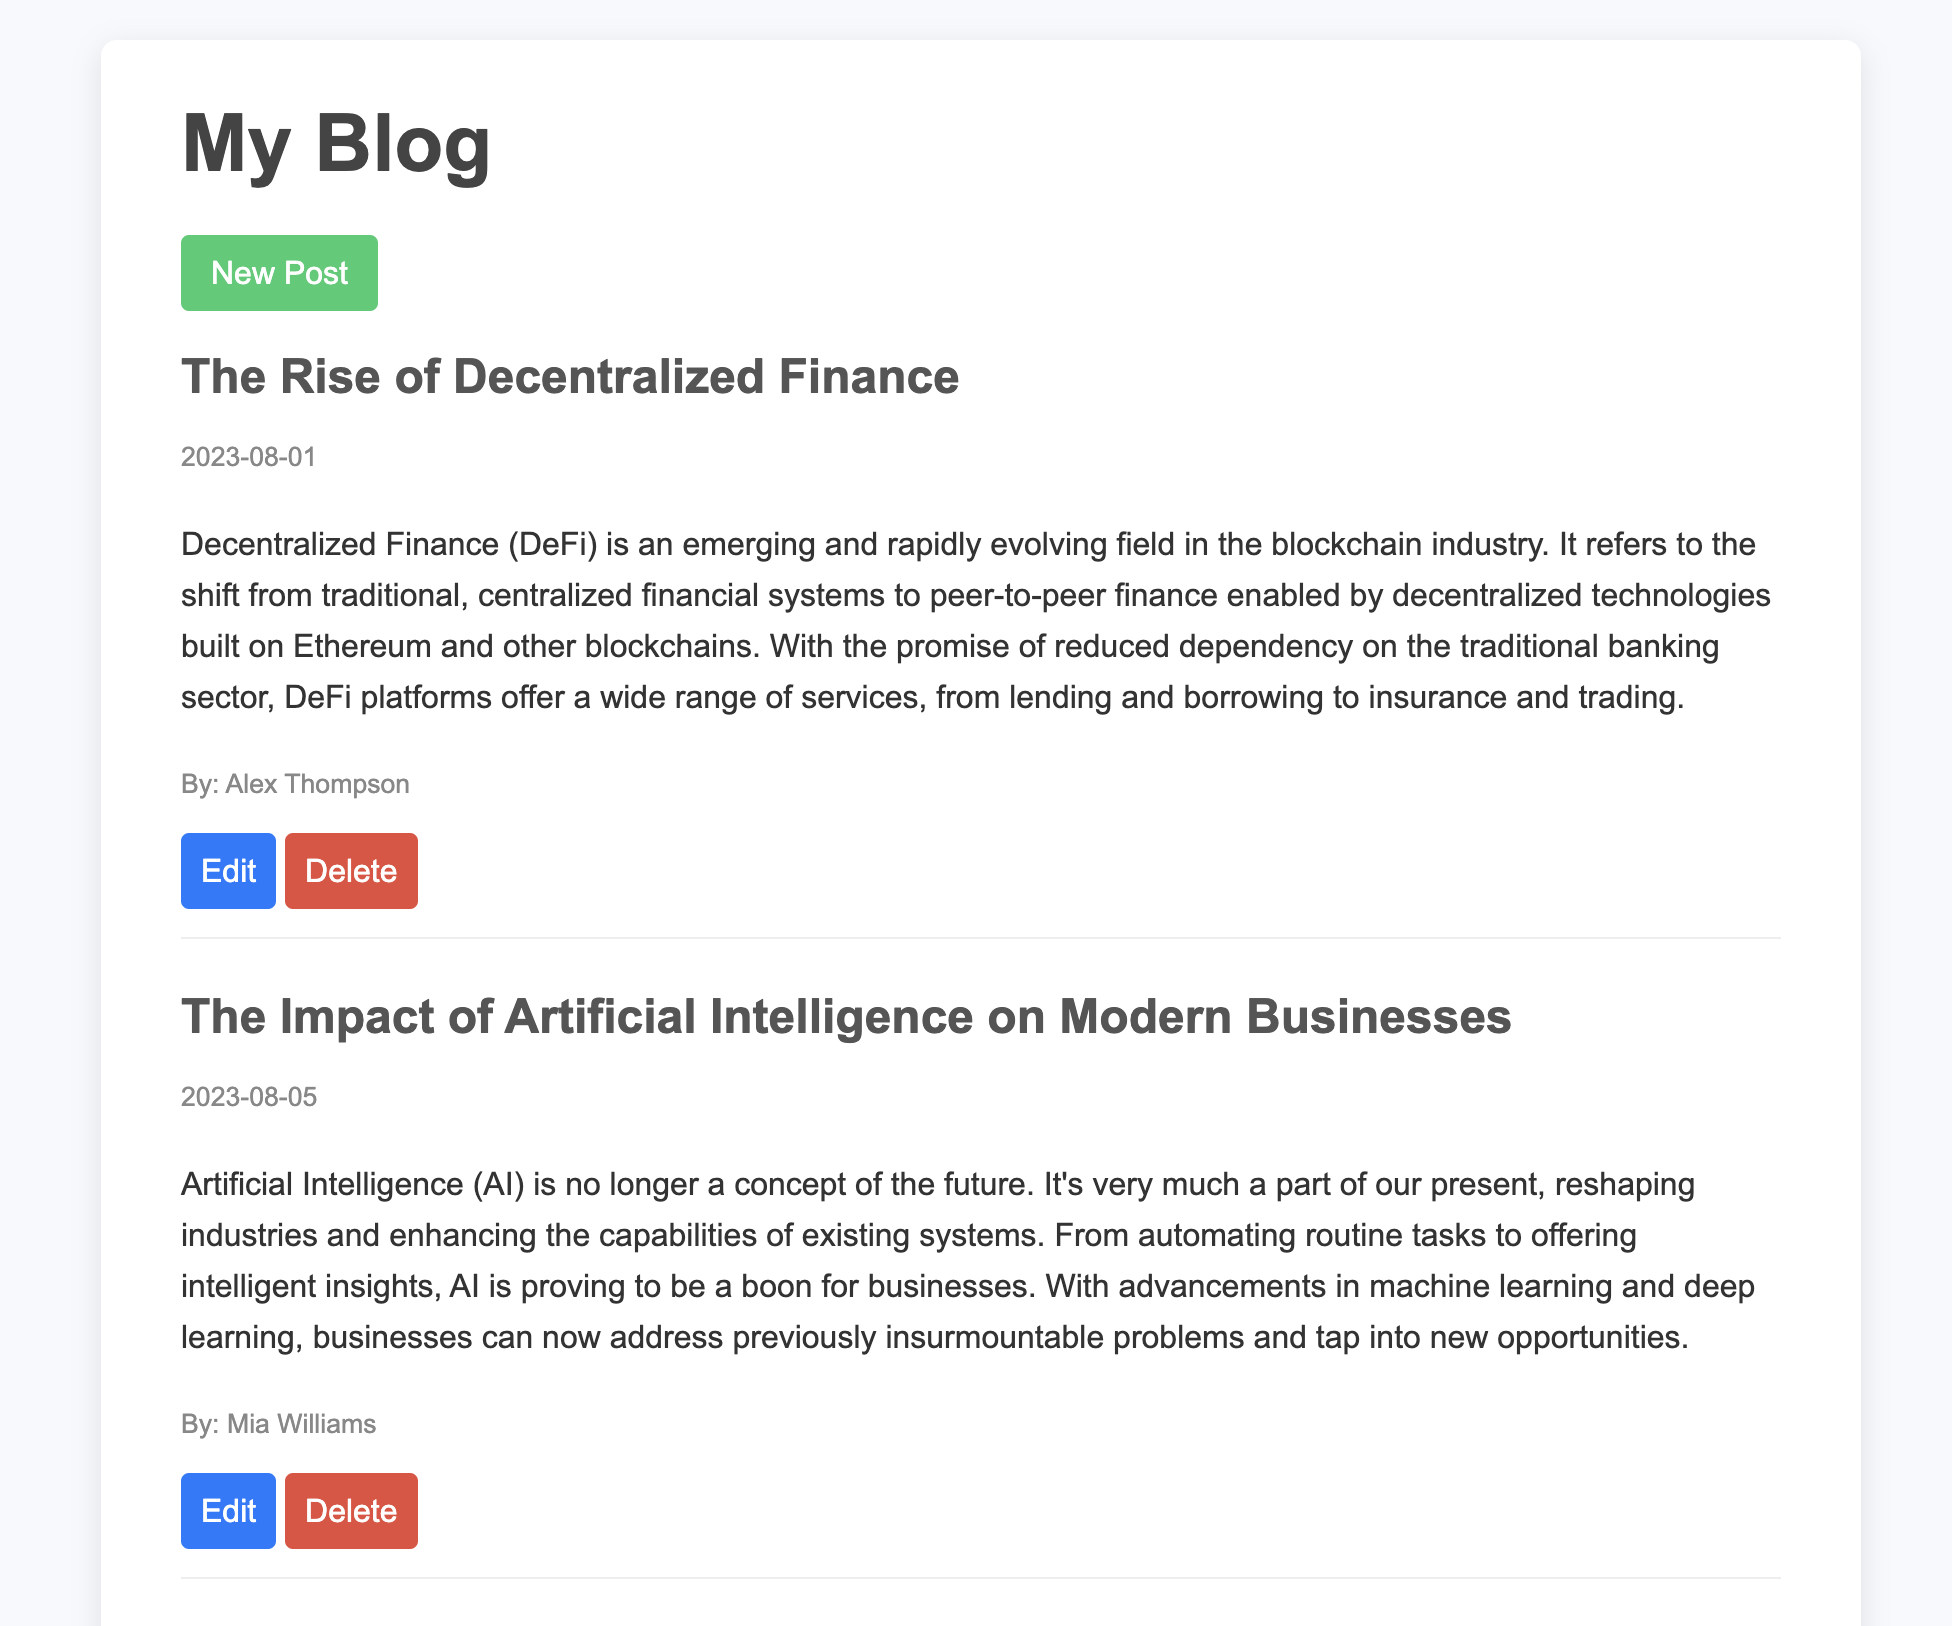 My Blog
New Post
The Rise of Decentralized Finance
2023-08-01
Decentralized Finance (DeFi) is an emerging and rapidly evolving field in the blockchain industry. It refers to the
shift from traditional, centralized financial systems to peer-to-peer finance enabled by decentralized technologies
built on Ethereum and other blockchains. With the promise of reduced dependency on the traditional banking
sector, DeFi platforms offer a wide range of services, from lending and borrowing to insurance and trading.
By: Alex Thompson
Edit Delete
The Impact of Artificial Intelligence on Modern Businesses
2023-08-05
Artificial Intelligence (AI) is no longer a concept of the future. It's very much a part of our present, reshaping
industries and enhancing the capabilities of existing systems. From automating routine tasks to offering
intelligent insights, AI is proving to be a boon for businesses. With advancements in machine learning and deep
learning, businesses can now address previously insurmountable problems and tap into new opportunities.
By: Mia Williams
Edit Delete